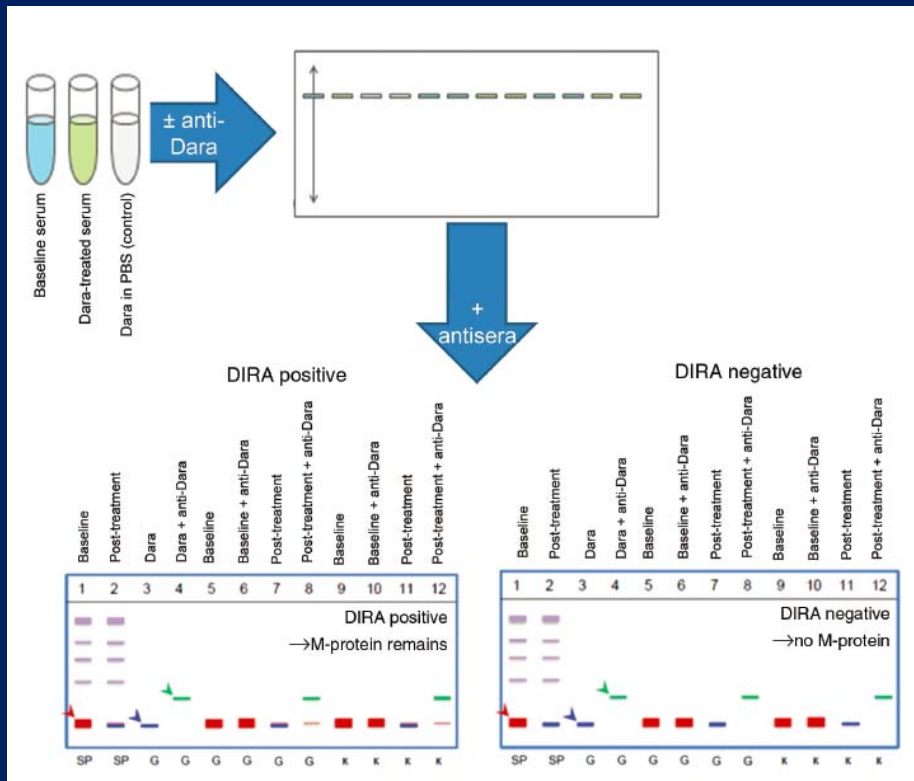 ± anti-
Dara
Baseline serum
Dara-treated serum
Dara in PBS (control)
+
antisera
DIRA positive
Baseline
Post-treatment
Dara
Dara + anti-Dara
Baseline
Baseline + anti-Dara
Post-treatment
Post-treatment + anti-Dara
Baseline
Baseline + anti-Dara
Post-treatment
Post-treatment + anti-Dara
1 2 3 4 5 6 7 8 9 10 11 12
DIRA positive
→M-protein remains
SP SP G G G G G G κ κ κ κ
DIRA negative
Baseline
Post-treatment
Dara
Dara + anti-Dara
Baseline
Baseline + anti-Dara
Post-treatment
Post-treatment + anti-Dara
Baseline
Baseline + anti-Dara
Post-treatment
Post-treatment + anti-Dara
1 2 3 4 5 6 7 8 9 10 11 12
DIRA negative
→no M-protein
SP SP G G G G G G κ κ κ κ